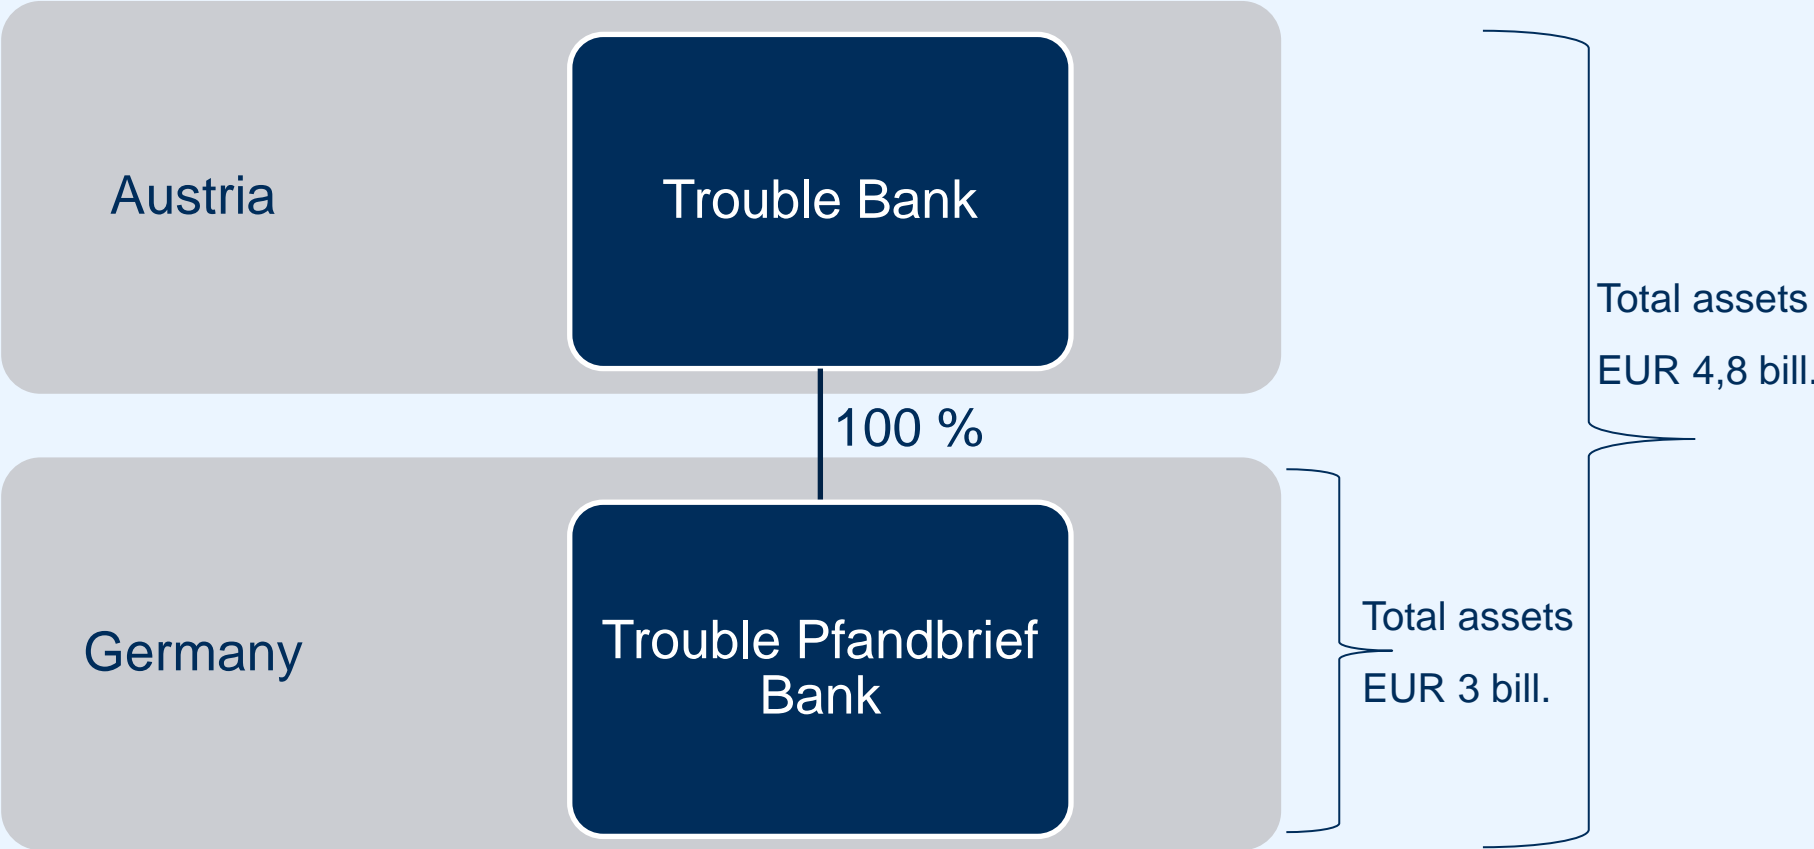 Austria
Trouble Bank
Total assets
EUR 4,8 bill.
100 %
Germany
Trouble Pfandbrief
Bank
Total assets
EUR 3 bill.